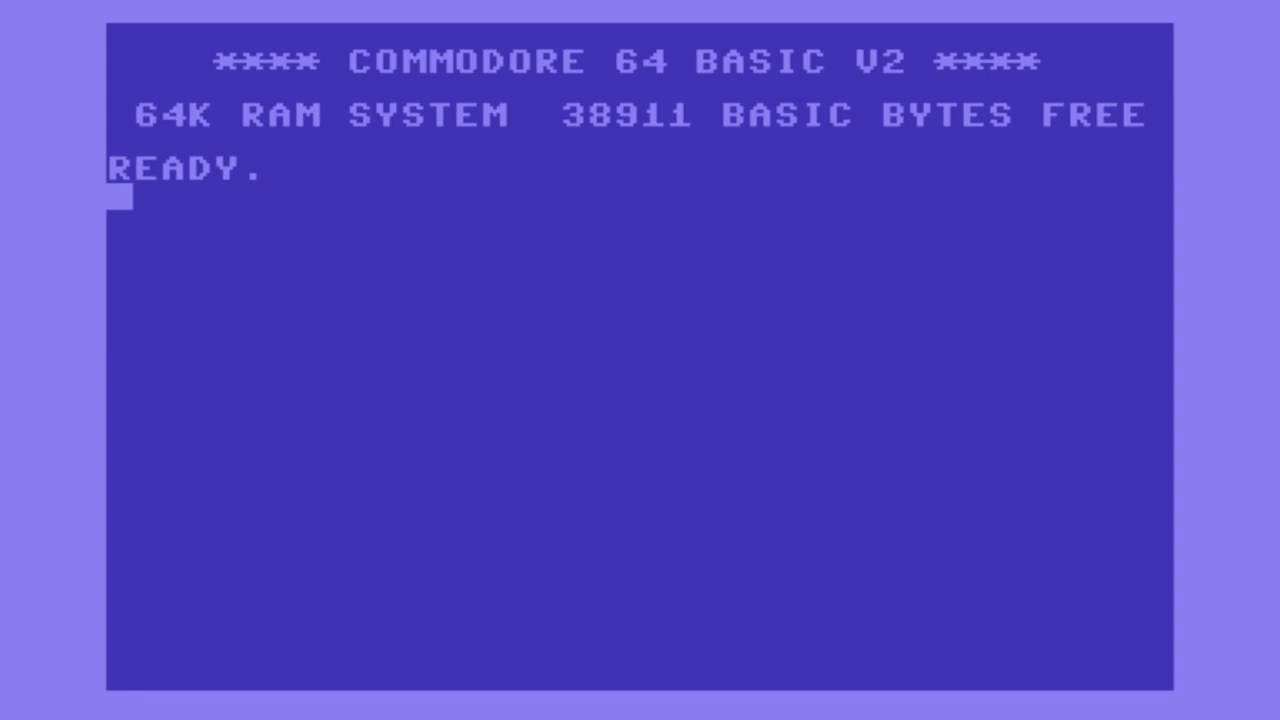 **** COMMODORE 64 BASIC V2 ****
64K RAM SYSTEM  38911 BASIC BYTES FREE
READY.